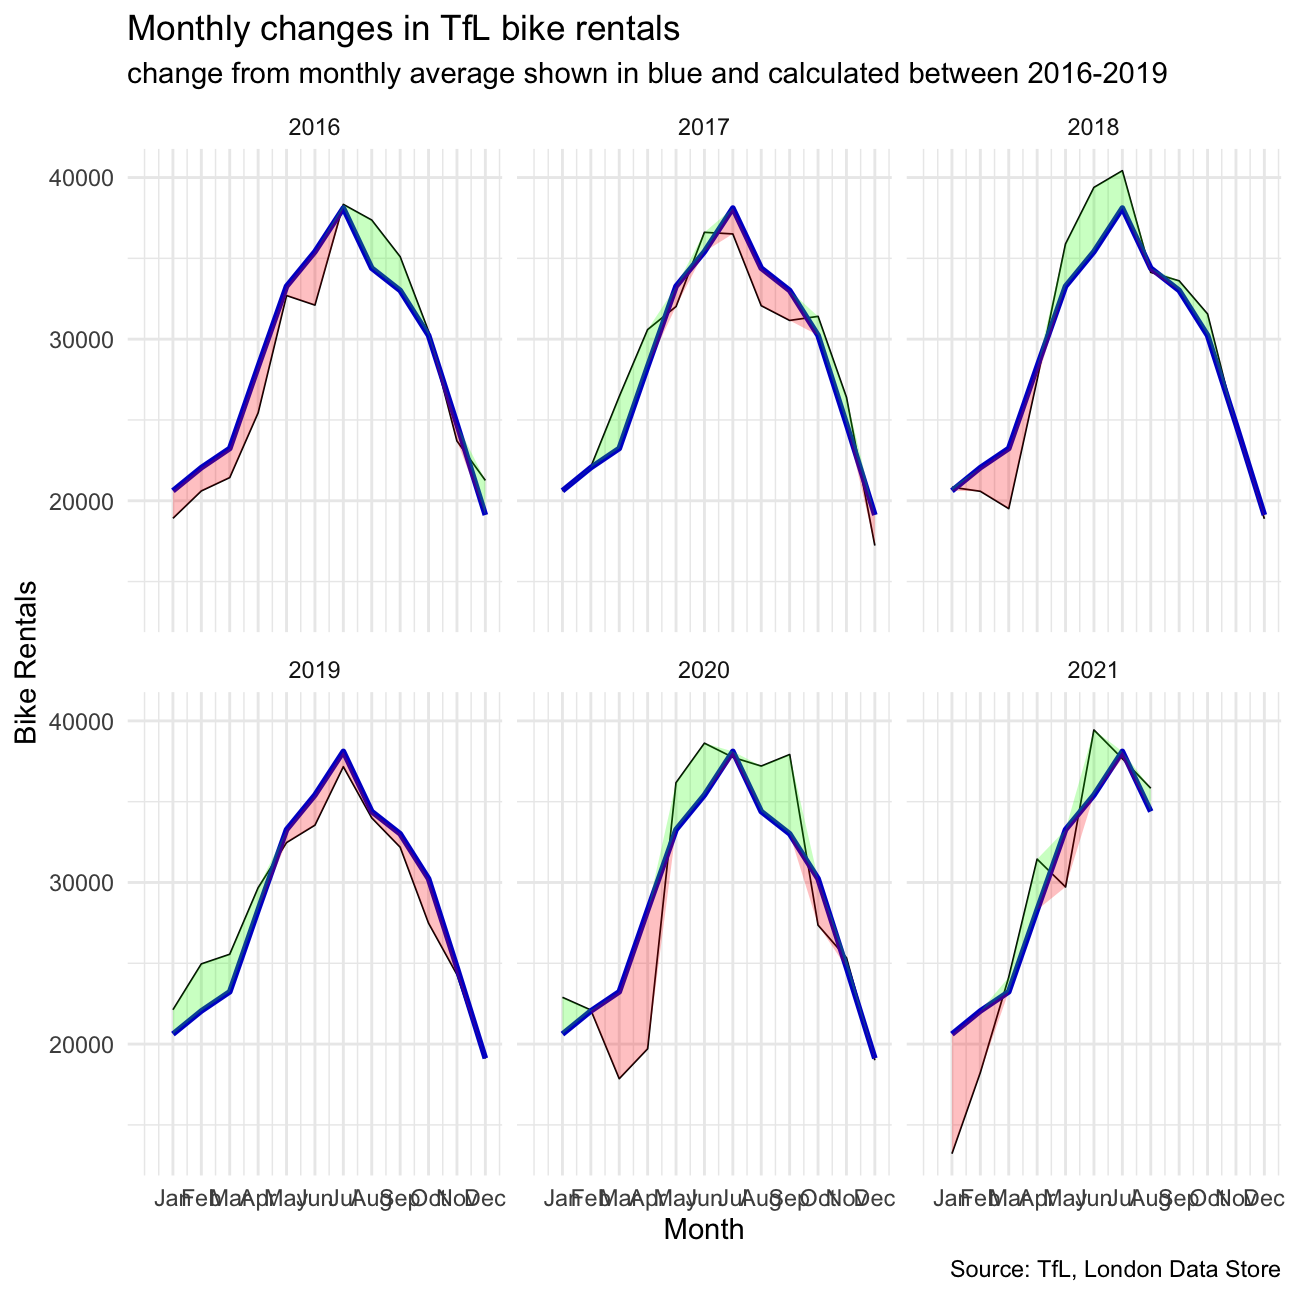 Monthly changes in TfL bike rentals
change from monthly average shown in blue and calculated between 2016-2019
2016 2017 2018
40000
30000
20000
Bike Rentals
2019 2020 2021
40000
30000
20000
Jan Feb Mar Apr May Jun Jul Aug Sep Oct Nov Dec Jan Feb Mar Apr May Jun Jul Aug Sep Oct Nov Dec Jan Feb Mar Apr May Jun Jul Aug Sep Oct Nov Dec
Month
Source: TfL, London Data Store